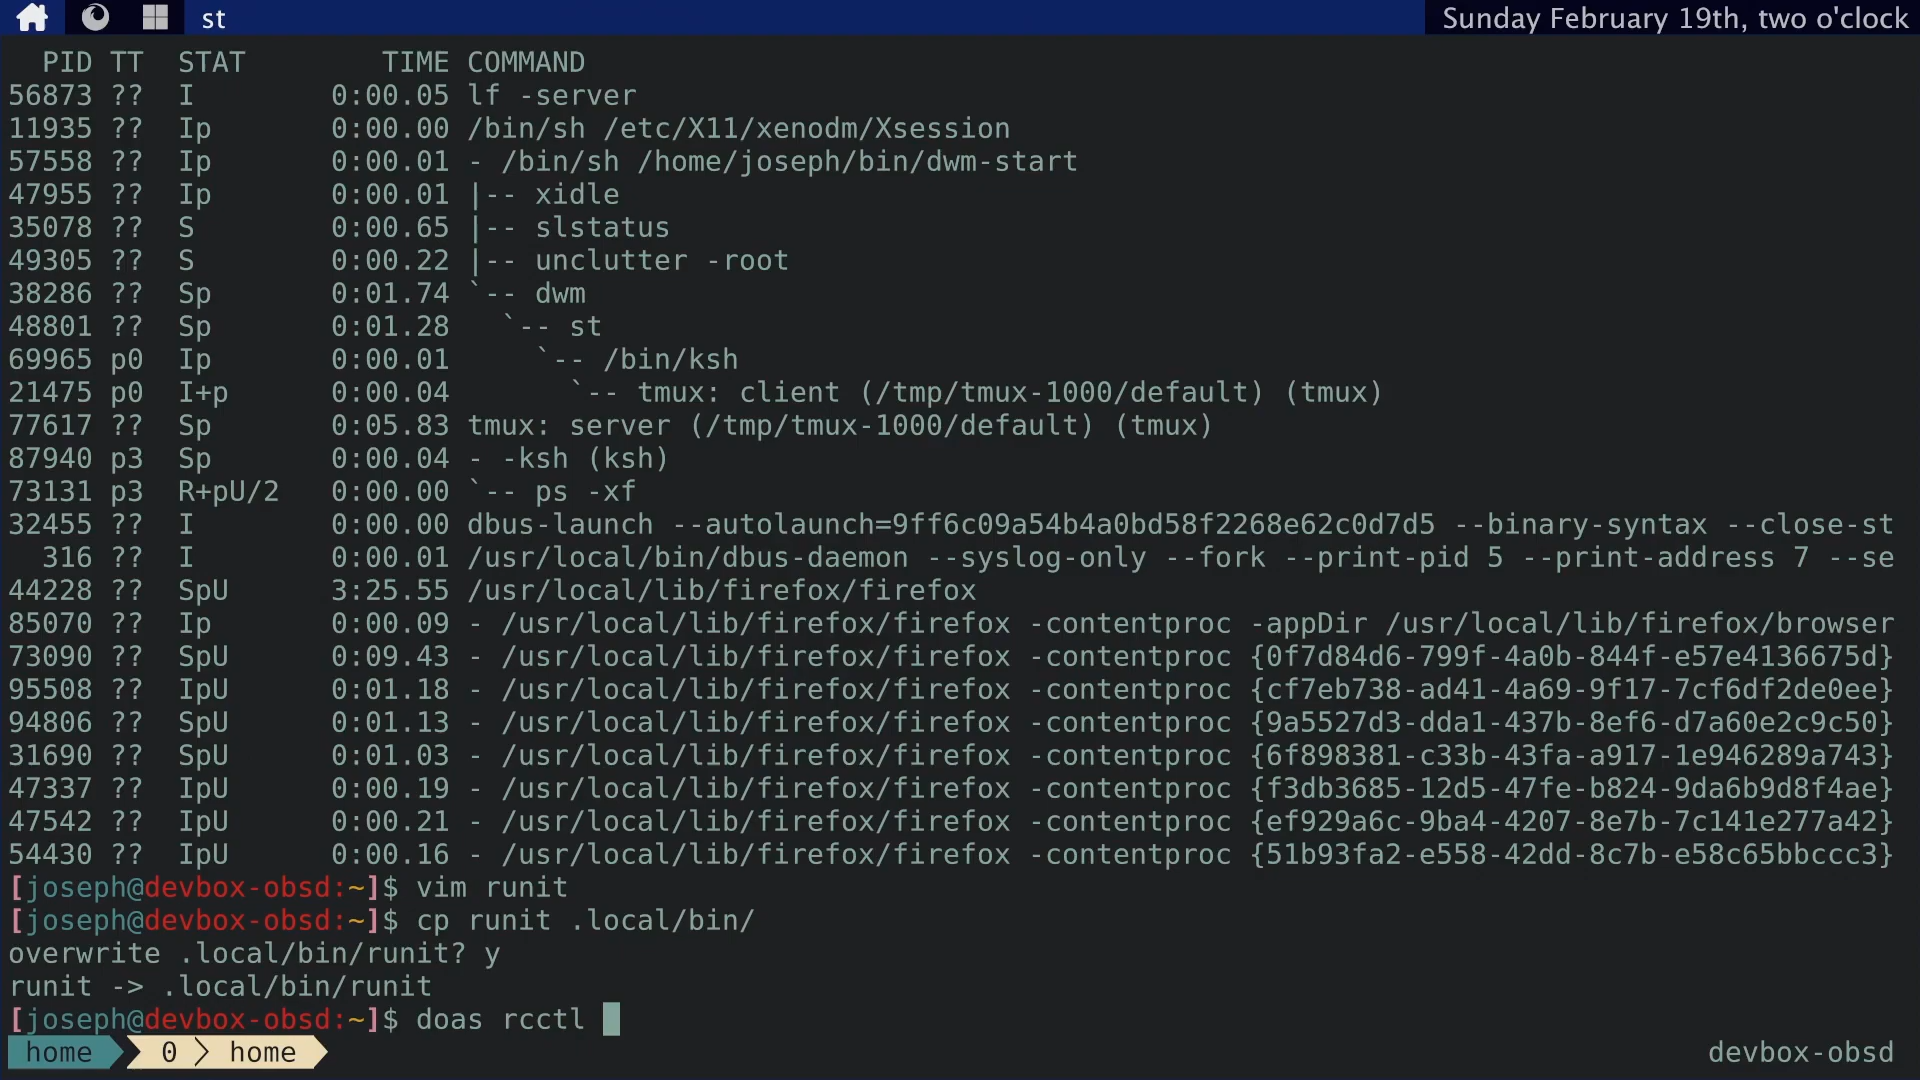 st
Sunday February 19th, two o'clock
PID TT STAT TIME COMMAND
56873 ?? I 0:00.05 lf -server
11935 ?? Ip 0:00.00 /bin/sh /etc/X11/xenodm/Xsession
57558 ?? Ip 0:00.01 - /bin/sh /home/joseph/bin/dwm-start
47955 ?? Ip 0:00.01 |-- xidle
35078 ?? S 0:00.65 |-- slstatus
49305 ?? S 0:00.22 |-- unclutter -root
38286 ?? Sp 0:01.74 `-- dwm
48801 ?? Sp 0:01.28 `-- st
69965 p0 Ip 0:00.01 `-- /bin/ksh
21475 p0 I+p 0:00.04 `-- tmux: client (/tmp/tmux-1000/default) (tmux)
77617 ?? Sp 0:05.83 tmux: server (/tmp/tmux-1000/default) (tmux)
87940 p3 Sp 0:00.04 - -ksh (ksh)
73131 p3 R+pU/2 0:00.00 `-- ps -xf
32455 ?? I 0:00.00 dbus-launch --autolaunch=9ff6c09a54b4a0bd58f2268e62c0d7d5 --binary-syntax --close-st
316 ?? I 0:00.01 /usr/local/bin/dbus-daemon --syslog-only --fork --print-pid 5 --print-address 7 --se
44228 ?? SpU 3:25.55 /usr/local/lib/firefox/firefox
85070 ?? Ip 0:00.09 - /usr/local/lib/firefox/firefox -contentproc -appDir /usr/local/lib/firefox/browser
73090 ?? SpU 0:09.43 - /usr/local/lib/firefox/firefox -contentproc {0f7d84d6-799f-4a0b-844f-e57e4136675d}
95508 ?? IpU 0:01.18 - /usr/local/lib/firefox/firefox -contentproc {cf7eb738-ad41-4a69-9f17-7cf6df2de0ee}
94806 ?? SpU 0:01.13 - /usr/local/lib/firefox/firefox -contentproc {9a5527d3-dda1-437b-8ef6-d7a60e2c9c50}
31690 ?? SpU 0:01.03 - /usr/local/lib/firefox/firefox -contentproc {6f898381-c33b-43fa-a917-1e946289a743}
47337 ?? IpU 0:00.19 - /usr/local/lib/firefox/firefox -contentproc {f3db3685-12d5-47fe-b824-9da6b9d8f4ae}
47542 ?? IpU 0:00.21 - /usr/local/lib/firefox/firefox -contentproc {ef929a6c-9ba4-4207-8e7b-7c141e277a42}
54430 ?? IpU 0:00.16 - /usr/local/lib/firefox/firefox -contentproc {51b93fa2-e558-42dd-8c7b-e58c65bbccc3}
[joseph@devbox-obsd:~]$ vim runit
[joseph@devbox-obsd:~]$ cp runit .local/bin/
overwrite .local/bin/runit? y
runit -> .local/bin/runit
[joseph@devbox-obsd:~]$ doas rcctl
home 0 home devbox-obsd